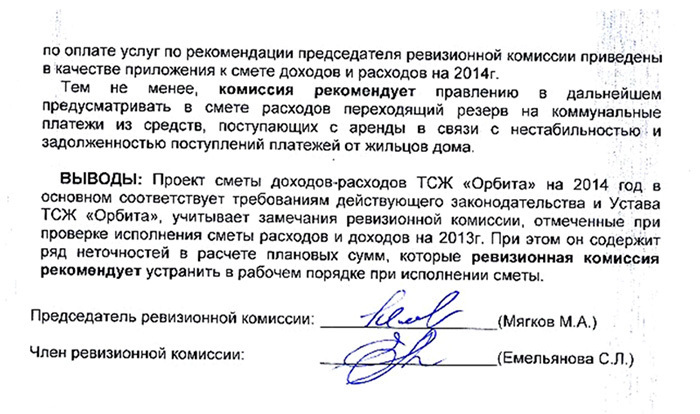 по оплате услуг по рекомендации председателя ревизионной комиссии приведены
в качестве приложения к смете доходов и расходов на 2014г.
Тем не менее, комиссия рекомендует правлению в дальнейшем
предусматривать в смете расходов переходящий резерв на коммунальные
платежи из средств, поступающих с аренды в связи с нестабильностью и
задолженностью поступлений платежей от жильцов дома.
ВЫВОДЫ: Проект сметы доходов-расходов ТСЖ «Орбита» на 2014 год в
основном соответствует требованиям действующего законодательства и Устава
ТСЖ «Орбита», учитывает замечания ревизионной комиссии, отмеченные при
проверке исполнения сметы расходов и доходов на 2013г. При этом он содержит
ряд неточностей в расчете плановых сумм, которые ревизионная комиссия
рекомендует устранить в рабочем порядке при исполнении сметы.
Председатель ревизионной комиссии: (Мягков М.А.)
Член ревизионной комиссии: (Емельянова С.Л.)